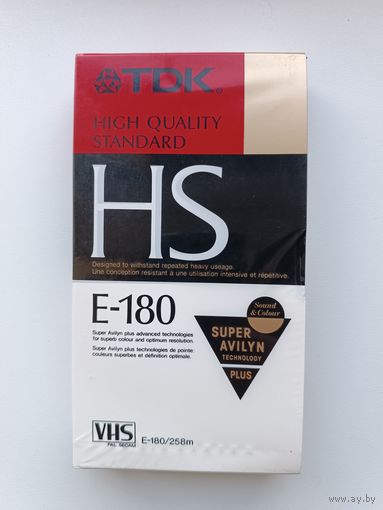 TDK
HIGH QUALITY
STANDARD
HS
Designed to withstand repeated heavy useage.
Une conception resistant à une utilisation intensive et répétitive.
E-180
Super Avilyn plus advanced technologies
for superb colour and optimum resolution.
Super Avilyn plus technologies de pointe:
couleurs superbes et définition optimale.
Sound
& Colour
SUPER
AVILYN
TECHNOLOGY
PLUS
VHS
PAL SECAM
E-180/258m
www.ay.by